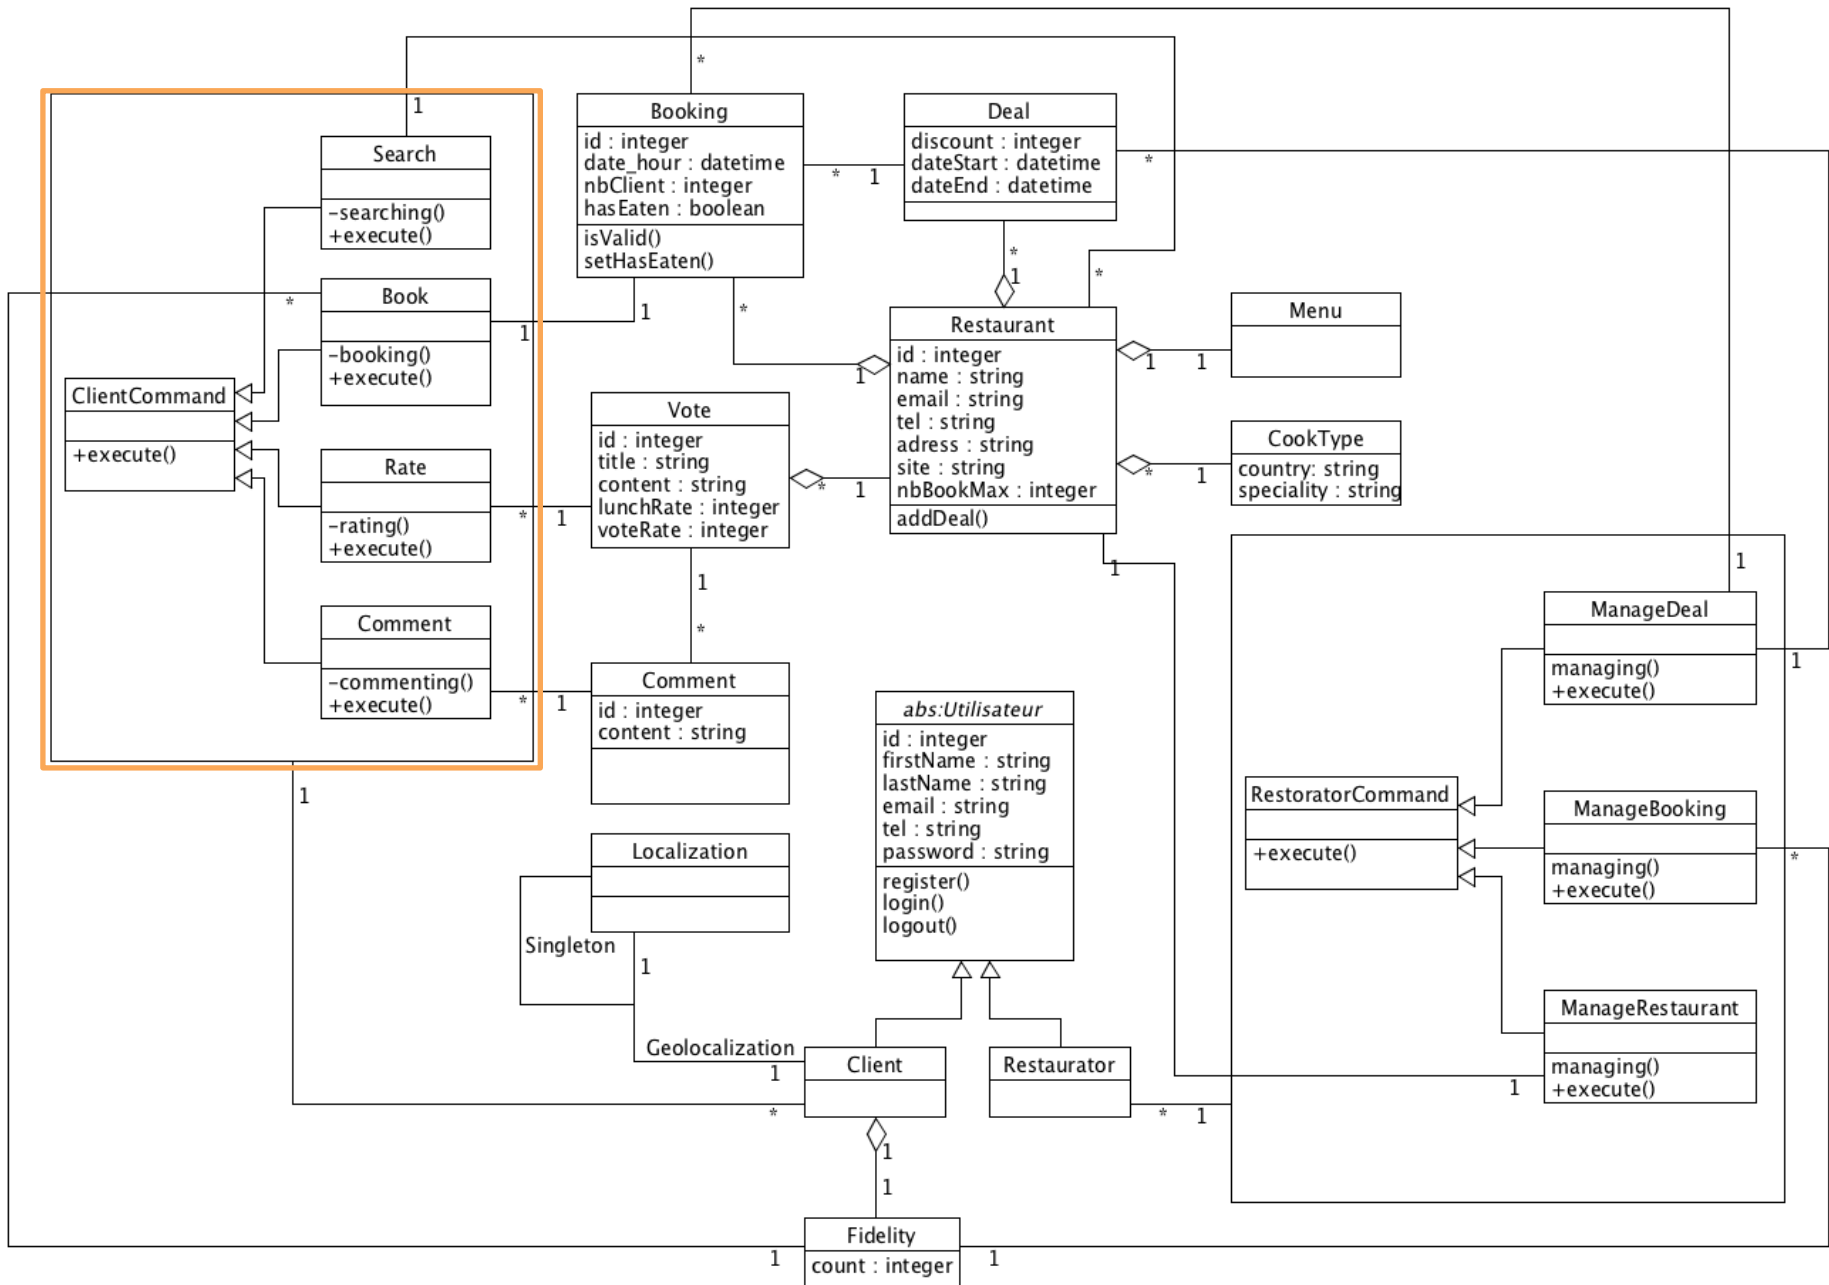 *
1
Search
-searching()
+execute()
*
Book
-booking()
+execute()
1
1
ClientCommand
+execute()
Rate
-rating()
+execute()
*
1
Comment
-commenting()
+execute()
*
1
1
Booking
id : integer
date_hour : datetime
nbClient : integer
hasEaten : boolean
isValid()
setHasEaten()
*
1
*
1
Deal
discount : integer
dateStart : datetime
dateEnd : datetime
*
*
1
*
Restaurant
id : integer
name : string
email : string
tel : string
adress : string
site : string
nbBookMax : integer
addDeal()
1
1
1
Menu
*
1
CookType
country: string
speciality : string
Vote
id : integer
title : string
content : string
lunchRate : integer
voteRate : integer
*
1
1
*
Comment
id : integer
content : string
Localization
Singleton
1
Geolocalization
1
abs:Utilisateur
id : integer
firstName : string
lastName : string
email : string
tel : string
password : string
register()
login()
logout()
Client
*
Restaurator
*
1
1
1
Fidelity
count : integer
1
1
1
ManageDeal
managing()
+execute()
1
RestoratorCommand
+execute()
ManageBooking
managing()
+execute()
*
ManageRestaurant
managing()
+execute()
1